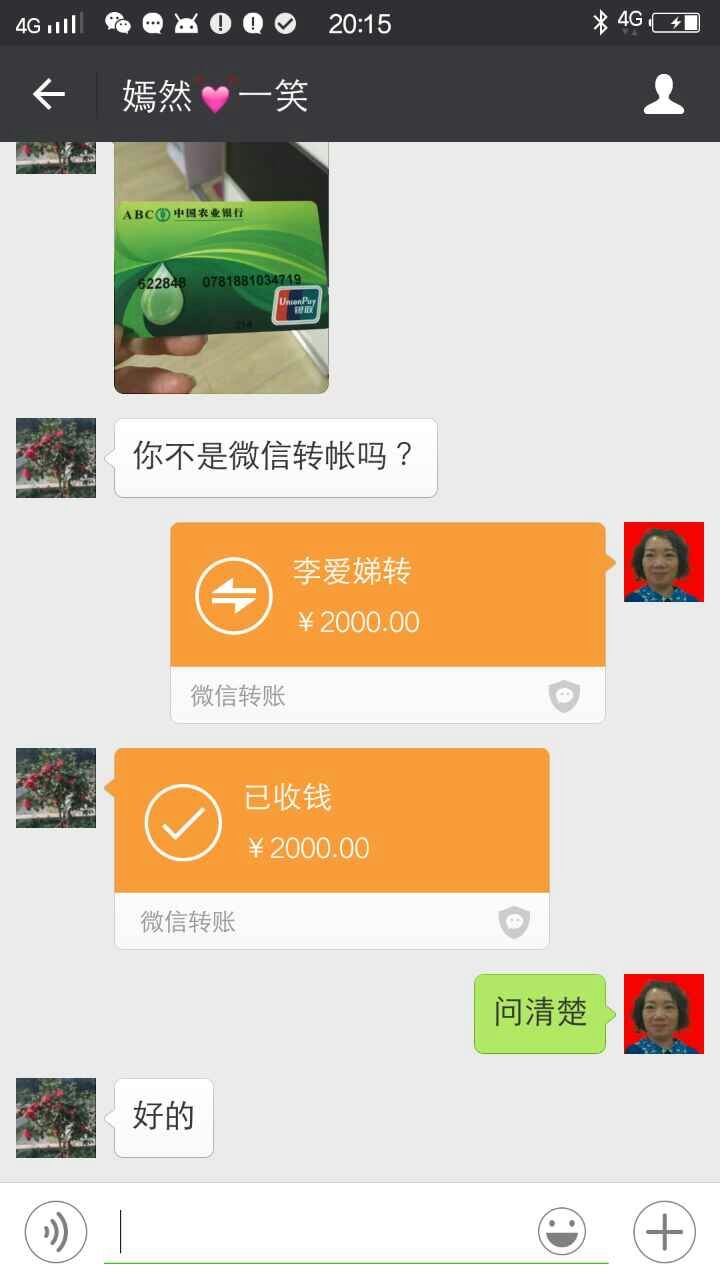 4G 20:15 4G
嫣然💓一笑
ABC 中国农业银行
622848 0781881034719
UnionPay
银联
你不是微信转帐吗？
李爱娣转
￥2000.00
微信转账
已收钱
￥2000.00
微信转账
问清楚
好的